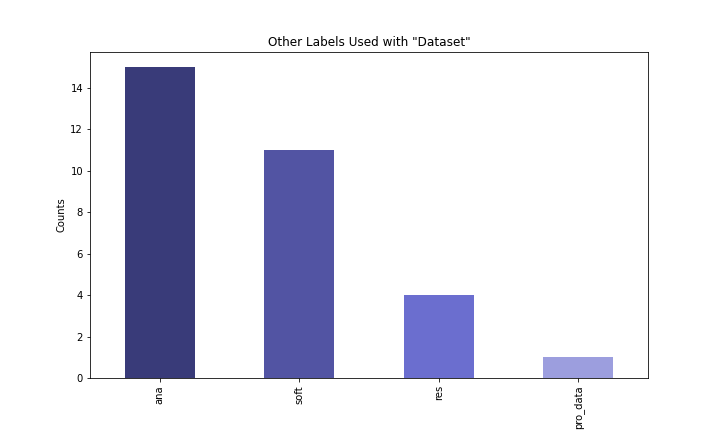 Other Labels Used with "Dataset"
Counts
14
12
10
8
6
4
2
0
ana
soft
res
pro_data